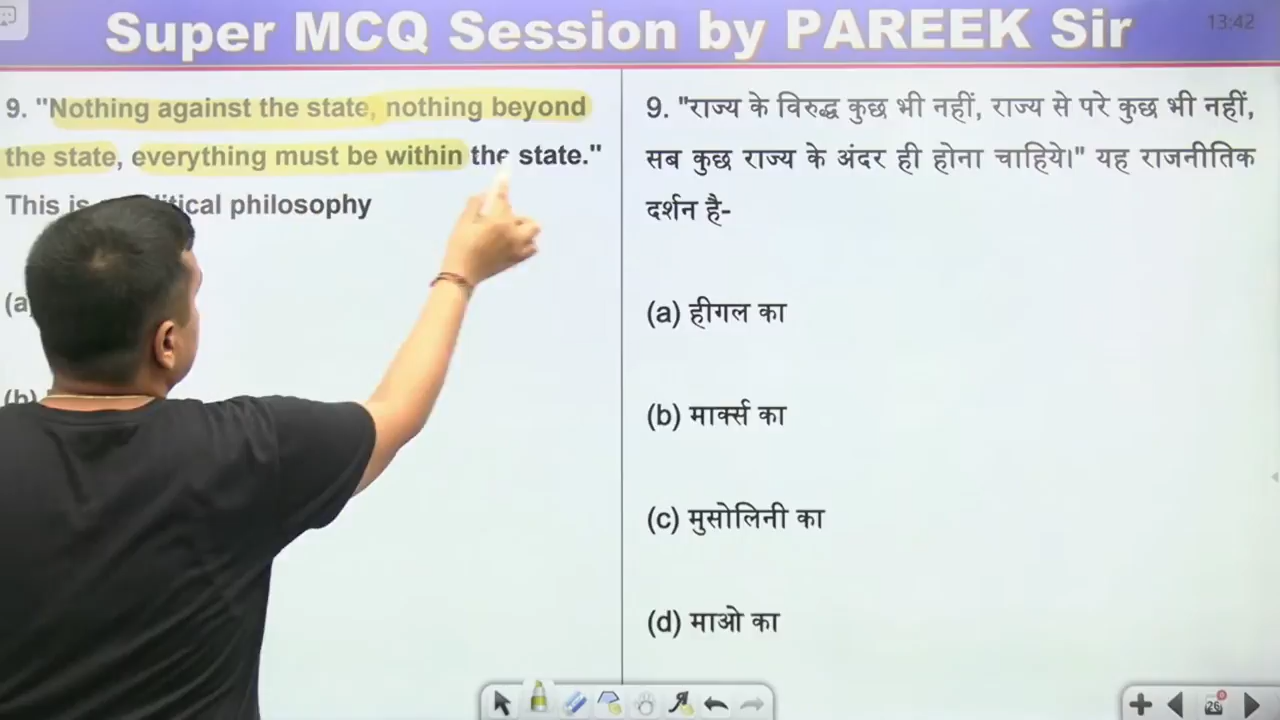 Super MCQ Session by PAREEK Sir
13:42
9. "Nothing against the state, nothing beyond
the state, everything must be within the state."
This is political philosophy
(a)
(b)
9. "राज्य के विरुद्ध कुछ भी नहीं, राज्य से परे कुछ भी नहीं,
सब कुछ राज्य के अंदर ही होना चाहिये।" यह राजनीतिक
दर्शन है-
(a) हीगल का
(b) मार्क्स का
(c) मुसोलिनी का
(d) माओ का
26